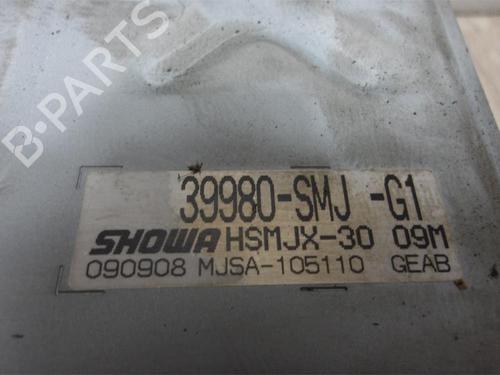 B-PARTS
39980-SMJ -G1
SHOWA HSMJX-30 09M
090908 MJSA-105110 GEAB